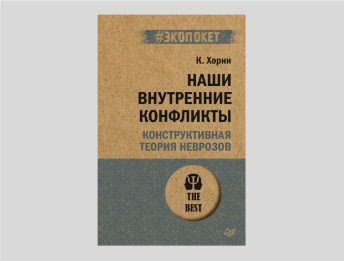 #ЭКОПОКЕТ
К. Хорни
НАШИ
ВНУТРЕННИЕ
КОНФЛИКТЫ
КОНСТРУКТИВНАЯ
ТЕОРИЯ НЕВРОЗОВ
THE
BEST